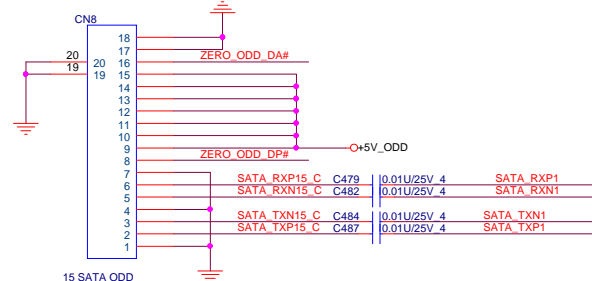 CN8
18
17
20 20 16 ZERO_ODD_DA#
19 19 15
14
13
12
11
10
9 +5V_ODD
8 ZERO_ODD_DP#
7
6 SATA_RXP15_C C479 0.01U/25V_4 SATA_RXP1
5 SATA_RXN15_C C482 0.01U/25V_4 SATA_RXN1
4
3 SATA_TXN15_C C484 0.01U/25V_4 SATA_TXN1
2 SATA_TXP15_C C487 0.01U/25V_4 SATA_TXP1
1
15 SATA ODD